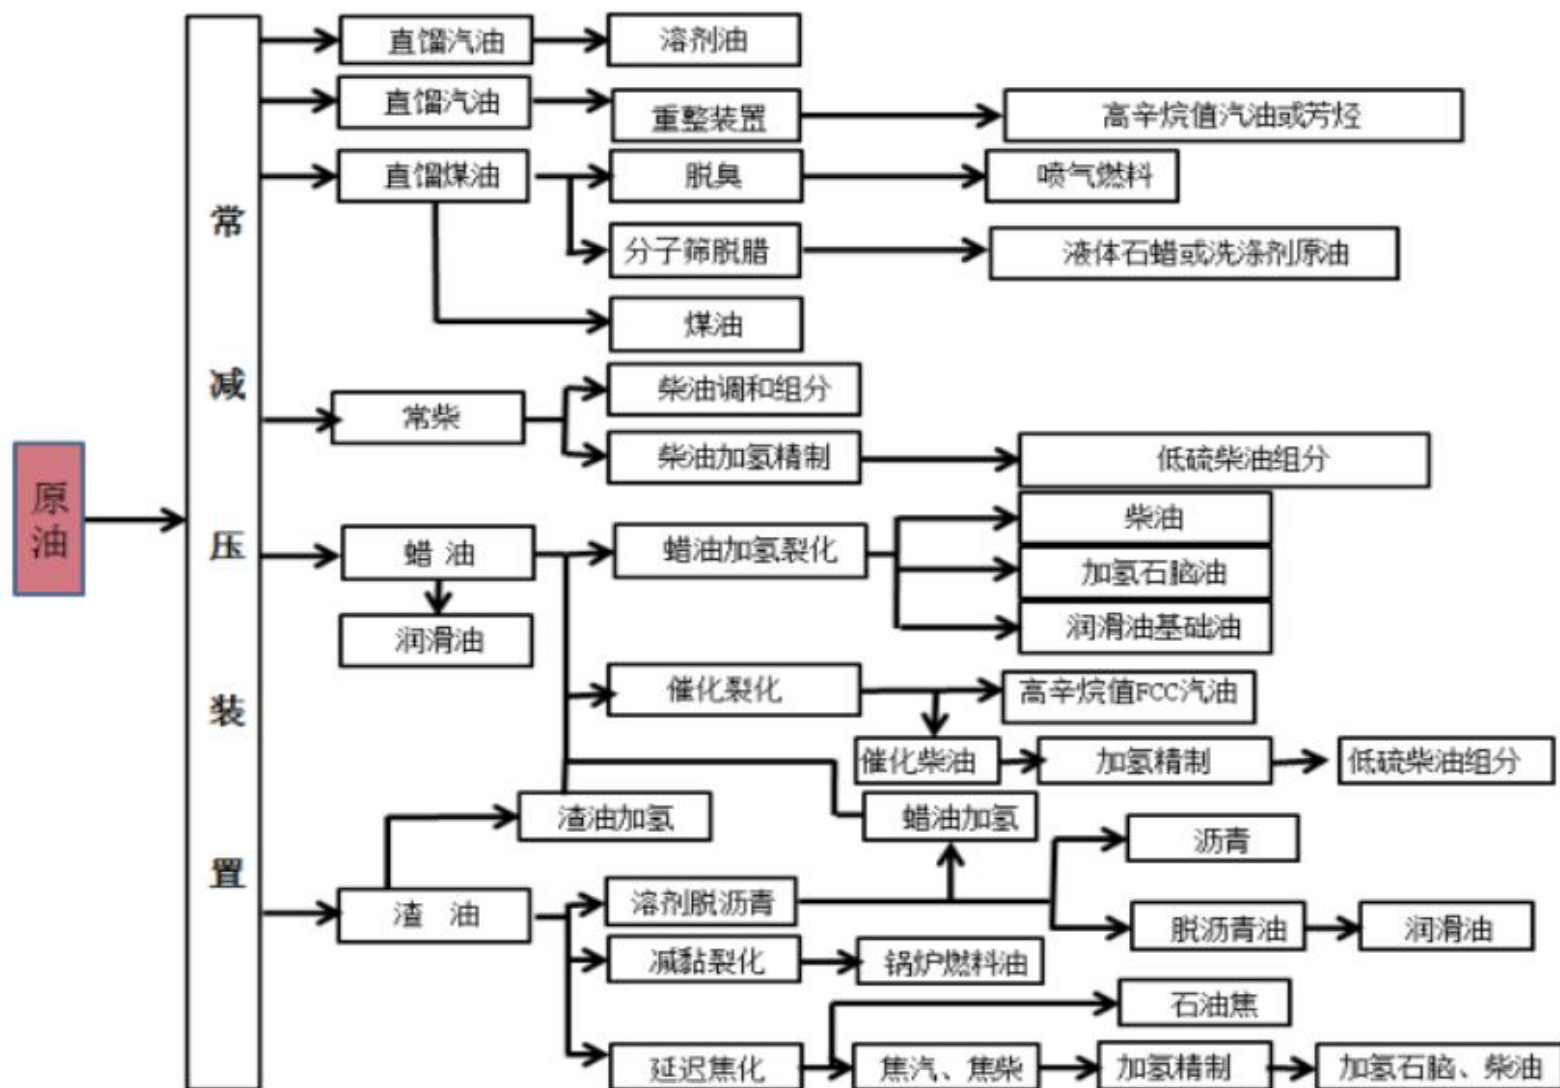 原油
常减压装置
直馏汽油
溶剂油
直馏汽油
重整装置
高辛烷值汽油或芳烃
直馏煤油
脱臭
喷气燃料
分子筛脱腊
液体石蜡或洗涤剂原油
煤油
常柴
柴油调和组分
柴油加氢精制
低硫柴油组分
蜡 油
蜡油加氢裂化
柴油
加氢石脑油
润滑油基础油
润滑油
催化裂化
高辛烷值FCC汽油
催化柴油
加氢精制
低硫柴油组分
渣油加氢
蜡油加氢
沥青
渣 油
溶剂脱沥青
脱沥青油
润滑油
减黏裂化
锅炉燃料油
石油焦
延迟焦化
焦汽、焦柴
加氢精制
加氢石脑、柴油